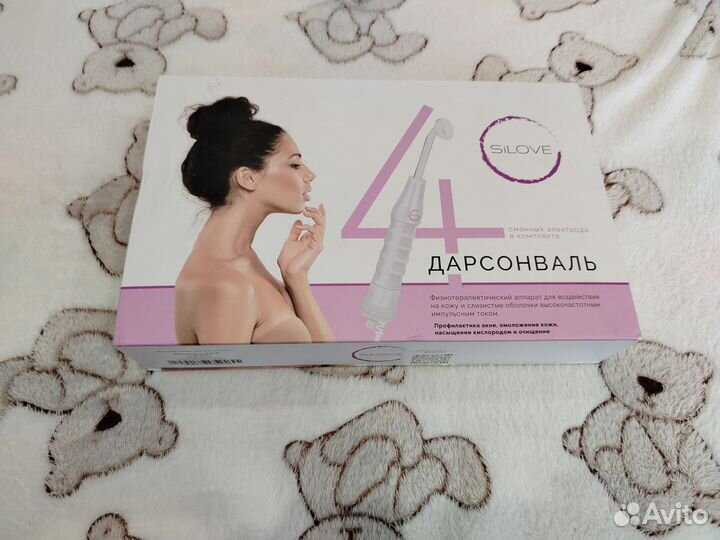 SiLOVE
4
сменных электрода
в комплекте
ДАРСОНВАЛЬ
Физиотерапевтический аппарат для воздействия
на кожу и слизистые оболочки высокочастотным
импульсным током.
Профилактика акне, омоложение кожи,
насыщение кислородом и очищение
SiLOVE
Avito